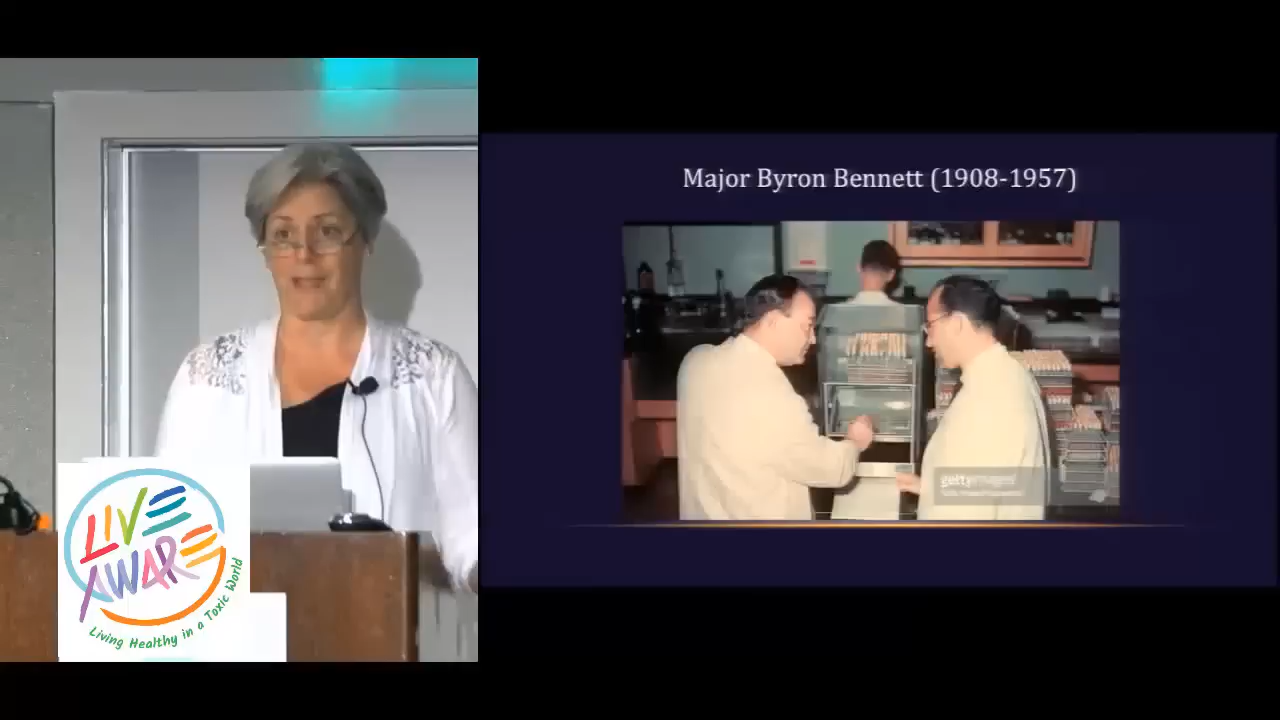 Major Byron Bennett (1908-1957)
gettyimages
LIVE
AWARE
Living Healthy in a Toxic World